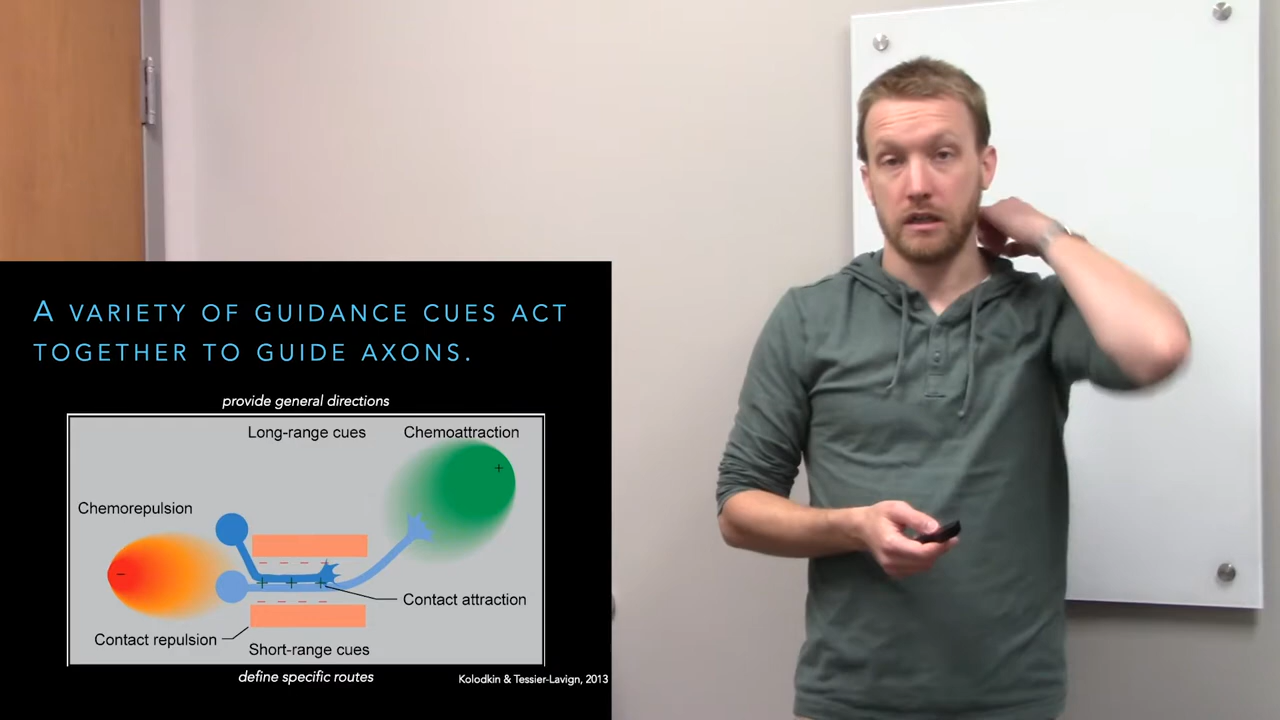 A VARIETY OF GUIDANCE CUES ACT
TOGETHER TO GUIDE AXONS.
provide general directions
Long-range cues
Chemoattraction
+
Chemorepulsion
−
− − − −
+ + +
− − − −
Contact attraction
Contact repulsion
Short-range cues
define specific routes
Kolodkin & Tessier-Lavign, 2013